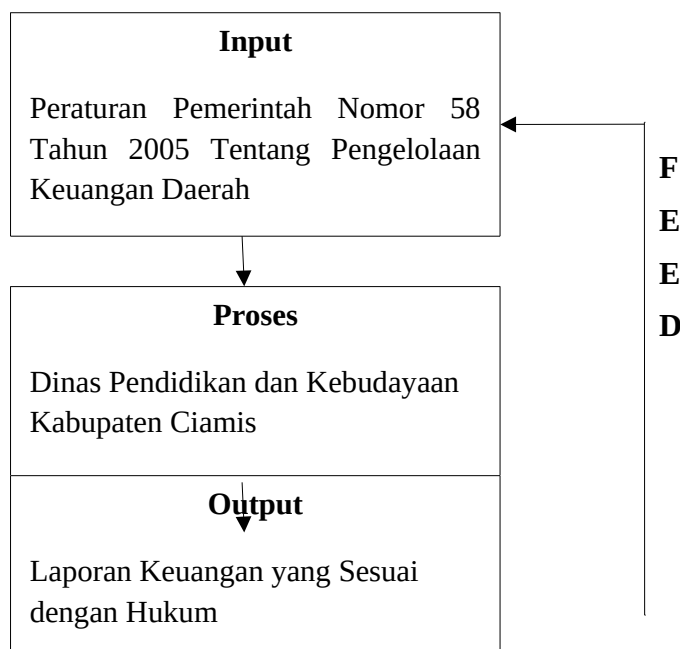 Input
Peraturan Pemerintah Nomor 58
Tahun 2005 Tentang Pengelolaan
Keuangan Daerah
Proses
Dinas Pendidikan dan Kebudayaan
Kabupaten Ciamis
Output
Laporan Keuangan yang Sesuai
dengan Hukum
F
E
E
D